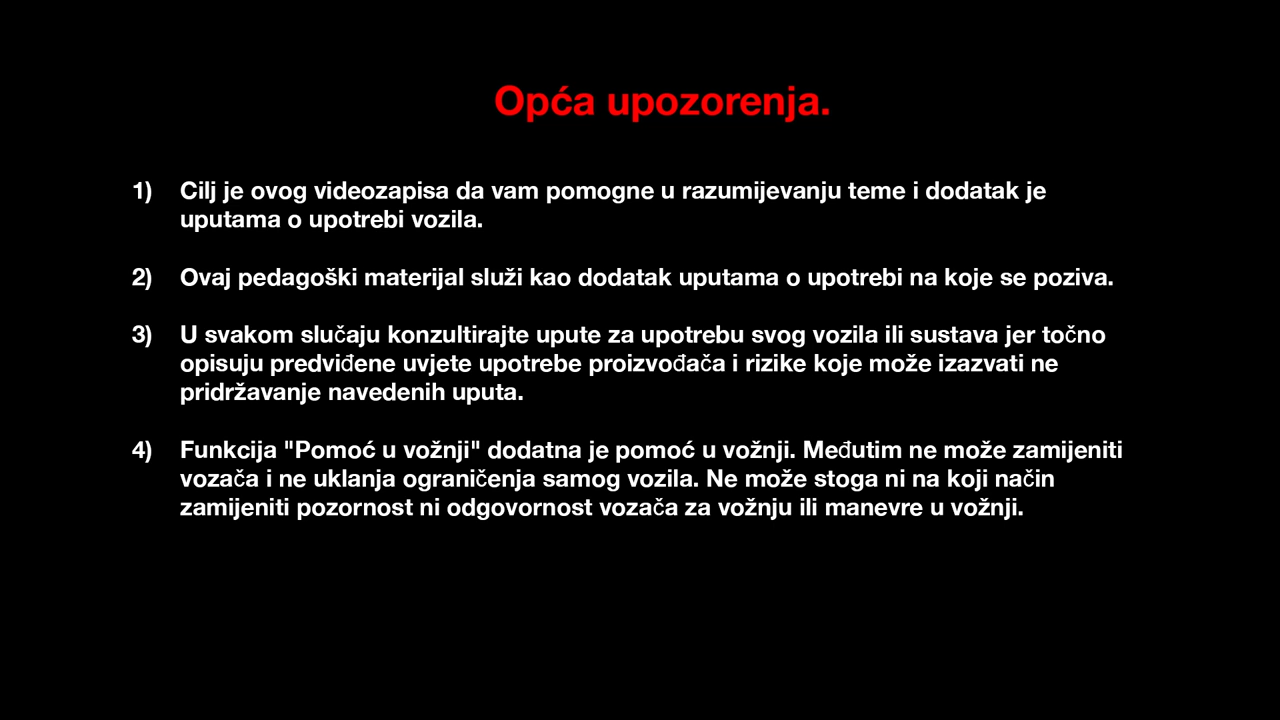 Opća upozorenja.
1) Cilj je ovog videozapisa da vam pomogne u razumijevanju teme i dodatak je
uputama o upotrebi vozila.
2) Ovaj pedagoški materijal služi kao dodatak uputama o upotrebi na koje se poziva.
3) U svakom slučaju konzultirajte upute za upotrebu svog vozila ili sustava jer točno
opisuju predviđene uvjete upotrebe proizvođača i rizike koje može izazvati ne
pridržavanje navedenih uputa.
4) Funkcija "Pomoć u vožnji" dodatna je pomoć u vožnji. Međutim ne može zamijeniti
vozača i ne uklanja ograničenja samog vozila. Ne može stoga ni na koji način
zamijeniti pozornost ni odgovornost vozača za vožnju ili manevre u vožnji.